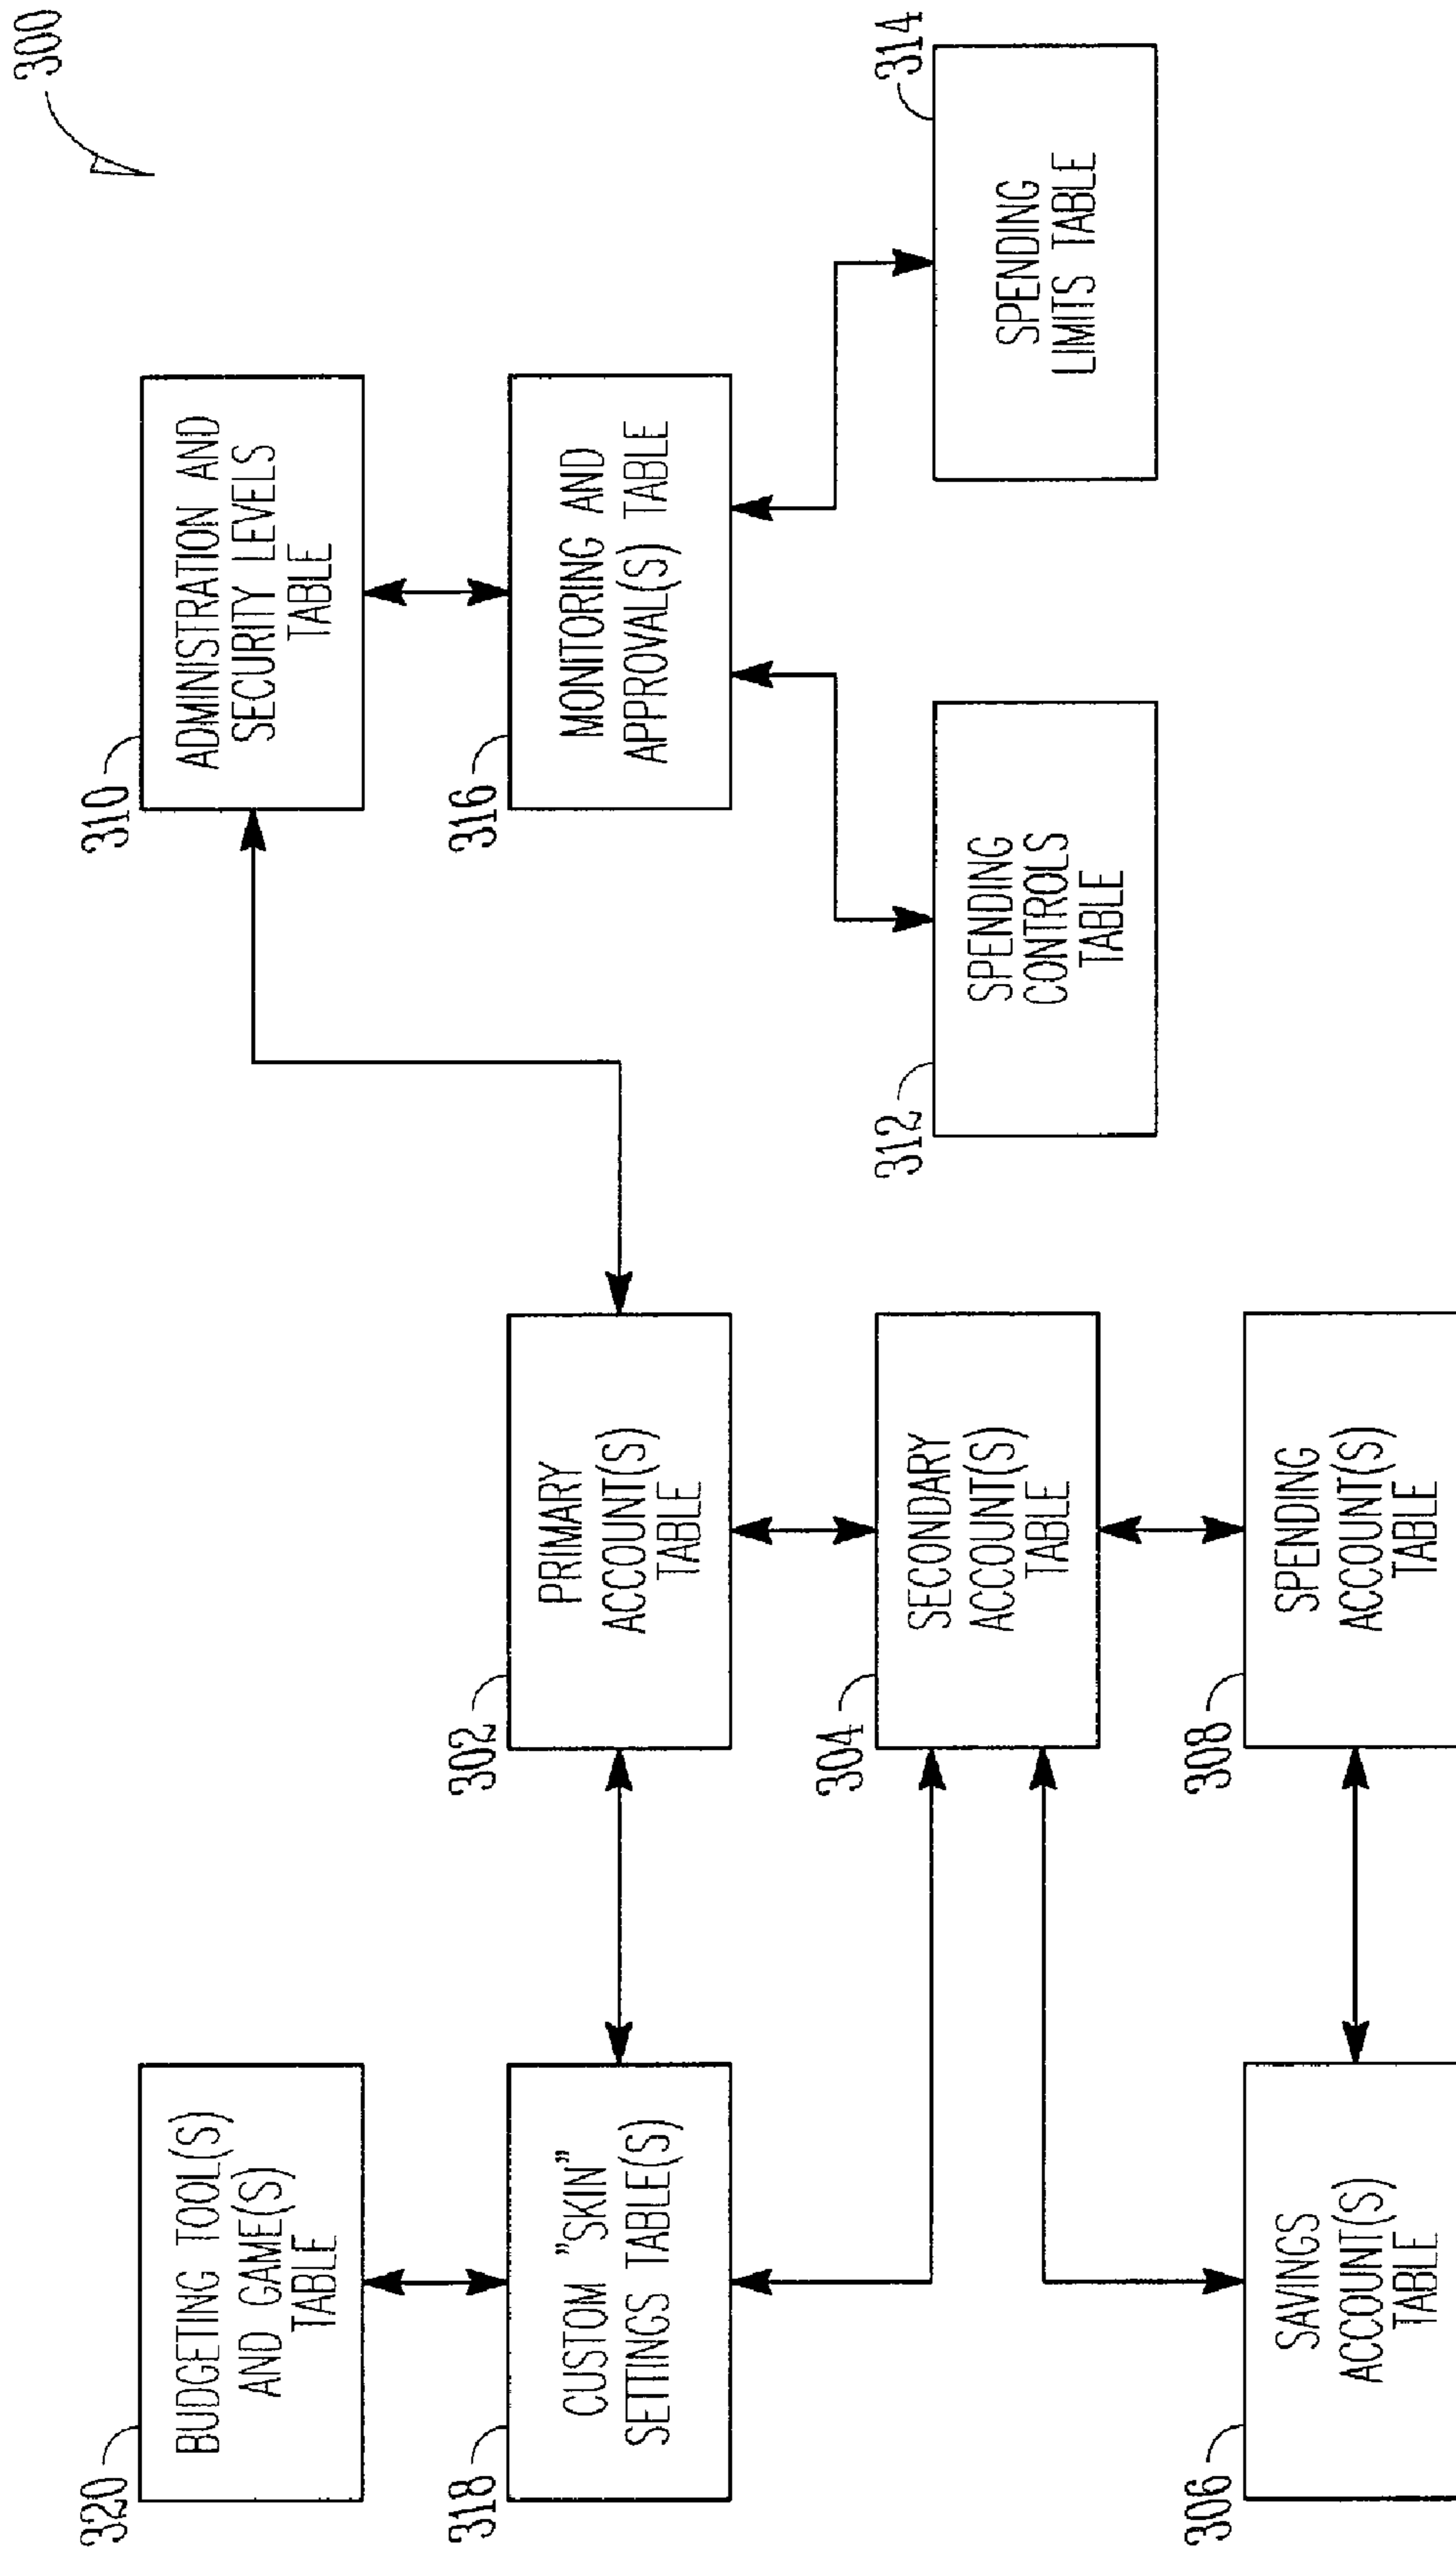 300
320
BUDGETING TOOL(S)
AND GAME(S)
TABLE
310
ADMINISTRATION AND
SECURITY LEVELS
TABLE
318
CUSTOM "SKIN"
SETTINGS TABLE(S)
302
PRIMARY
ACCOUNT(S)
TABLE
316
MONITORING AND
APPROVAL(S) TABLE
304
SECONDARY
ACCOUNT(S)
TABLE
312
SPENDING
CONTROLS
TABLE
314
SPENDING
LIMITS TABLE
306
SAVINGS
ACCOUNT(S)
TABLE
308
SPENDING
ACCOUNT(S)
TABLE